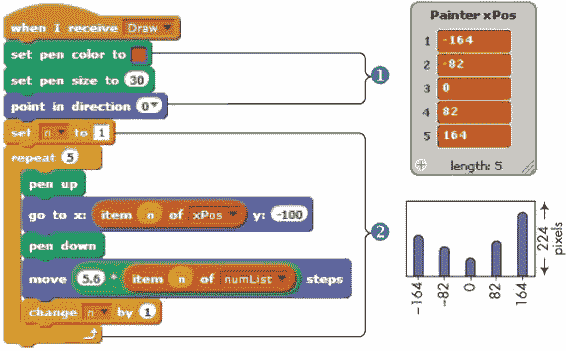 when I receive Draw
set pen color to
set pen size to 30
point in direction 0
set n to 1
repeat 5
pen up
go to x: item n of xPos y: -100
pen down
move 5.6 * item n of numList steps
change n by 1
1
2
Painter xPos
1 -164
2 -82
3 0
4 82
5 164
+ length: 5
224
pixels
-164
-82
0
82
164